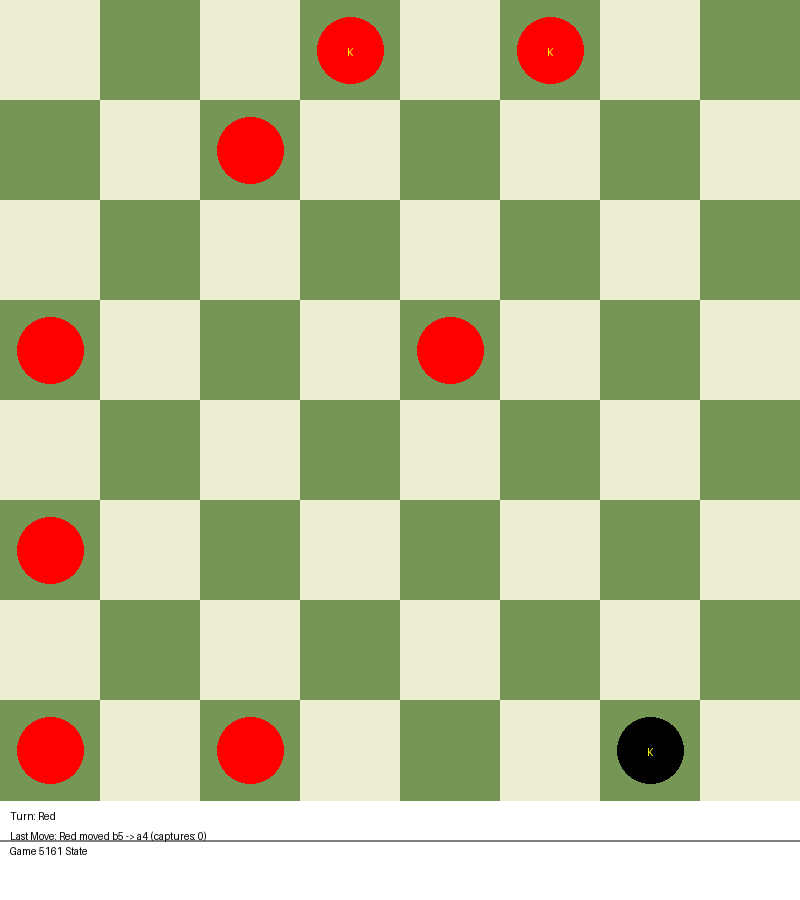 K K
K
Turn: Red
Last Move: Red moved b5 -> a4 (captures: 0)
Game 5161 State